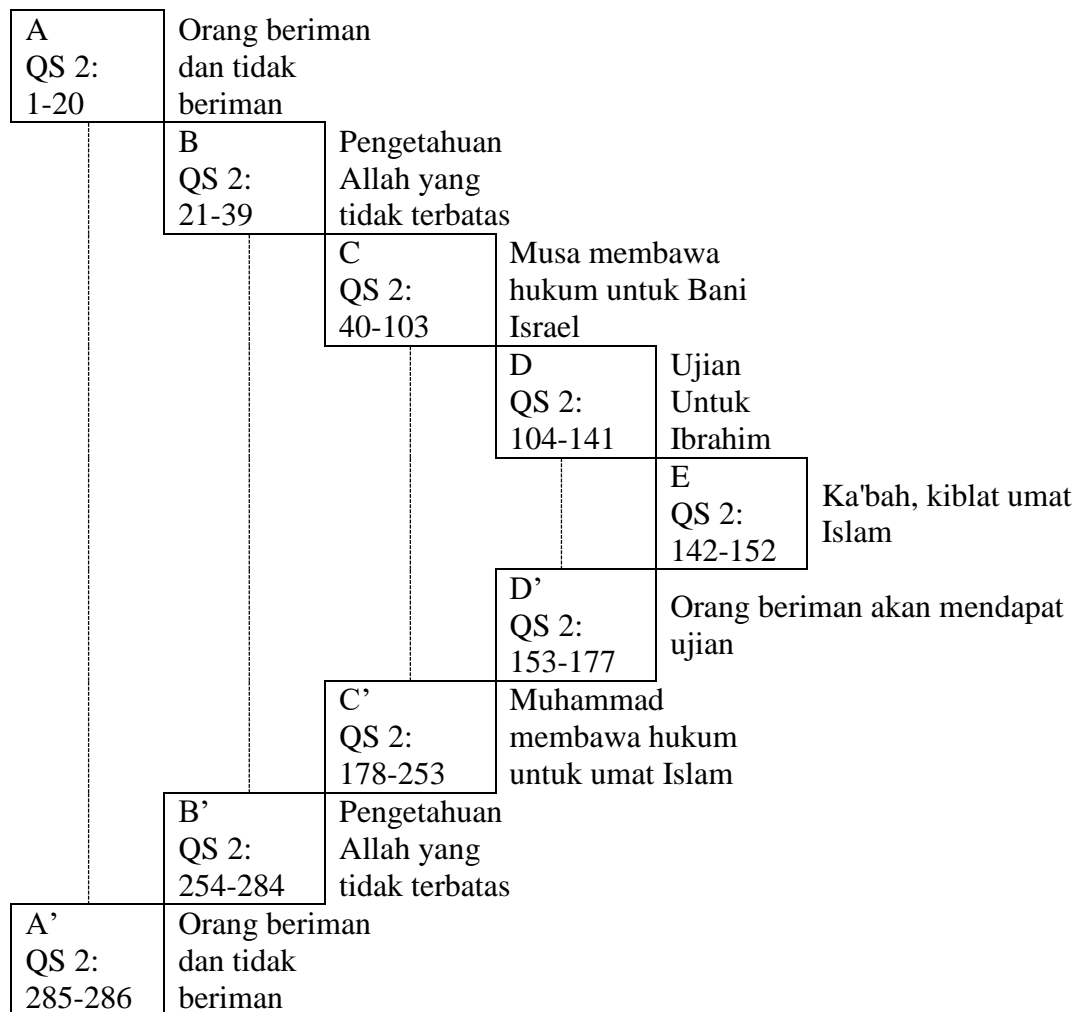 A
QS 2:
1-20
Orang beriman
dan tidak
beriman
B
QS 2:
21-39
Pengetahuan
Allah yang
tidak terbatas
C
QS 2:
40-103
Musa membawa
hukum untuk Bani
Israel
D
QS 2:
104-141
Ujian
Untuk
Ibrahim
E
QS 2:
142-152
Ka'bah, kiblat umat
Islam
D’
QS 2:
153-177
Orang beriman akan mendapat
ujian
C’
QS 2:
178-253
Muhammad
membawa hukum
untuk umat Islam
B’
QS 2:
254-284
Pengetahuan
Allah yang
tidak terbatas
A’
QS 2:
285-286
Orang beriman
dan tidak
beriman